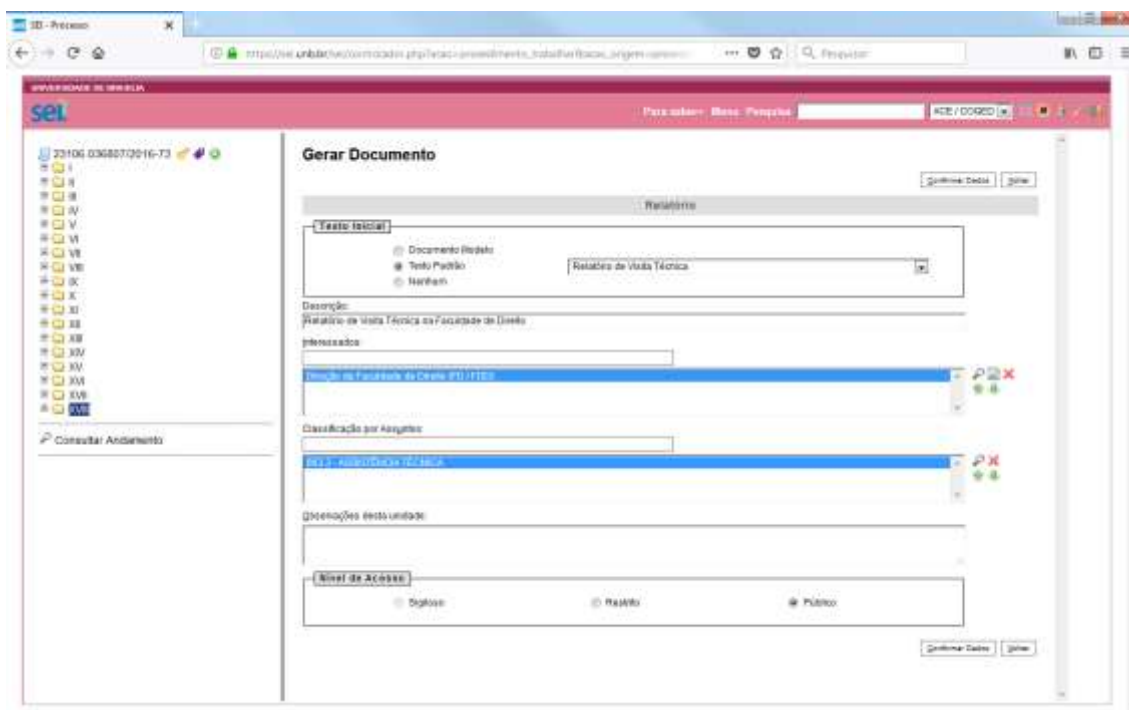 SEI - Processo
Pesquisar
UNIVERSIDADE DE BRASÍLIA
sei.
Para saber+ Menu Pesquisa
ACE / COGED
23106.036807/2016-73
I
II
III
IV
V
VI
VII
VIII
IX
X
XI
XII
XIII
XIV
XV
XVI
XVII
XVIII
Consultar Andamento
Gerar Documento
Confirmar Dados Voltar
Relatório
Texto Inicial
Documento Modelo
Texto Padrão
Relatório de Visita Técnica
Nenhum
Descrição:
Relatório de Visita Técnica na Faculdade de Direito
Interessados:
Direção da Faculdade de Direito
Classificação por Assuntos:
ASSISTÊNCIA TÉCNICA
Observações desta unidade:
Nível de Acesso
Sigiloso
Restrito
Público
Confirmar Dados Voltar